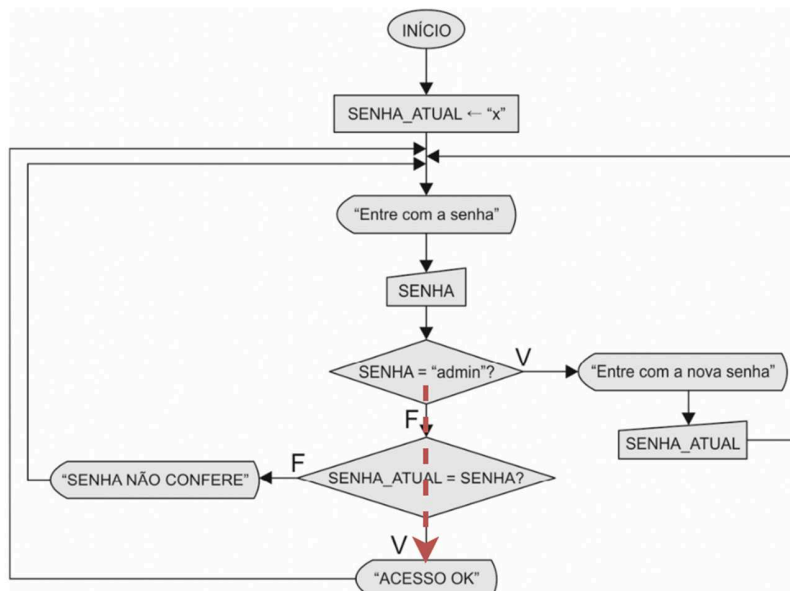 INÍCIO
SENHA_ATUAL ← “x”
“Entre com a senha”
SENHA
SENHA = “admin”?
V
“Entre com a nova senha”
F
SENHA_ATUAL
F
“SENHA NÃO CONFERE”
SENHA_ATUAL = SENHA?
V
“ACESSO OK”